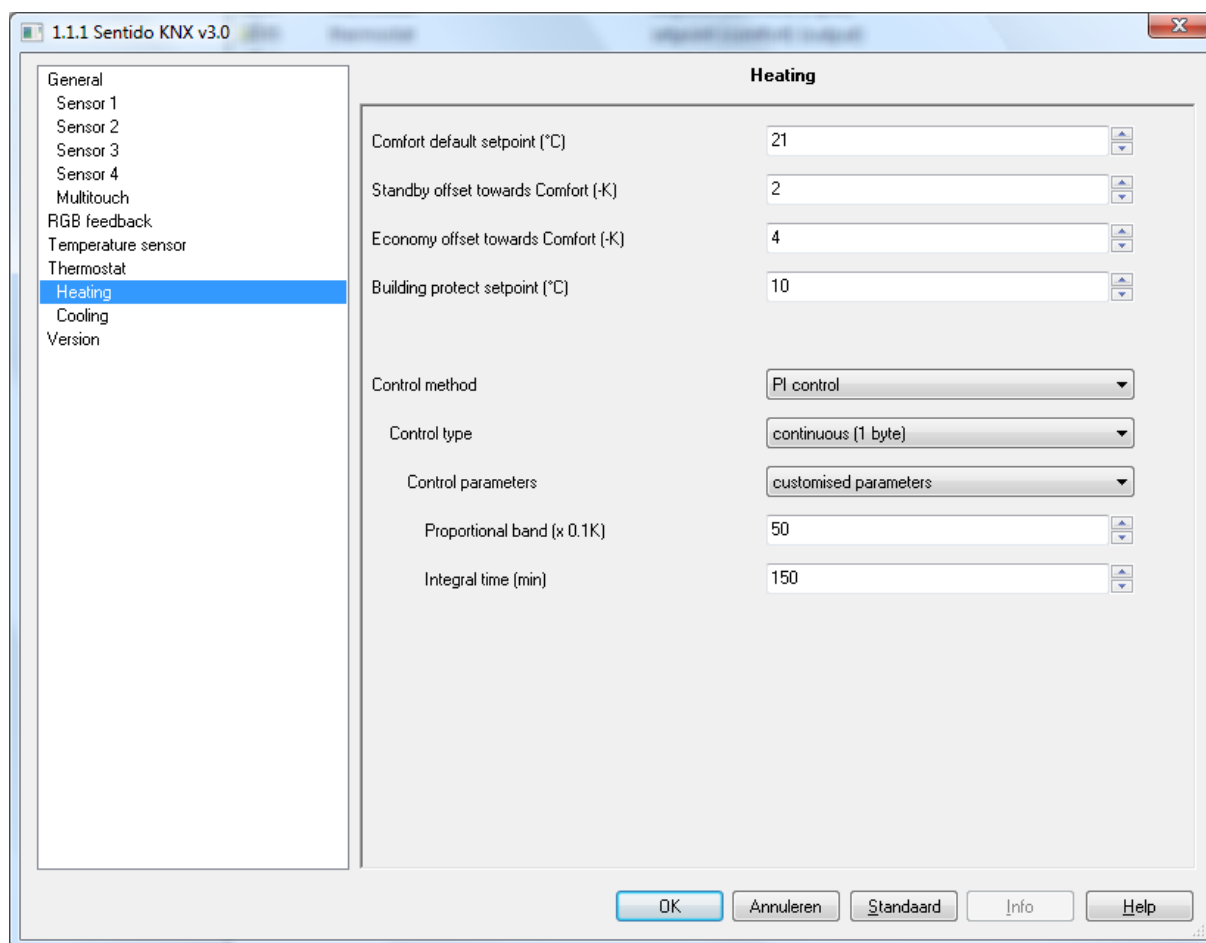 1.1.1 Sentido KNX v3.0
General
Sensor 1
Sensor 2
Sensor 3
Sensor 4
Multitouch
RGB feedback
Temperature sensor
Thermostat
Heating
Cooling
Version
Heating
Comfort default setpoint (°C) 21
Standby offset towards Comfort (-K) 2
Economy offset towards Comfort (-K) 4
Building protect setpoint (°C) 10
Control method PI control
Control type continuous (1 byte)
Control parameters customised parameters
Proportional band (x 0.1K) 50
Integral time (min) 150
OK Annuleren Standaard Info Help